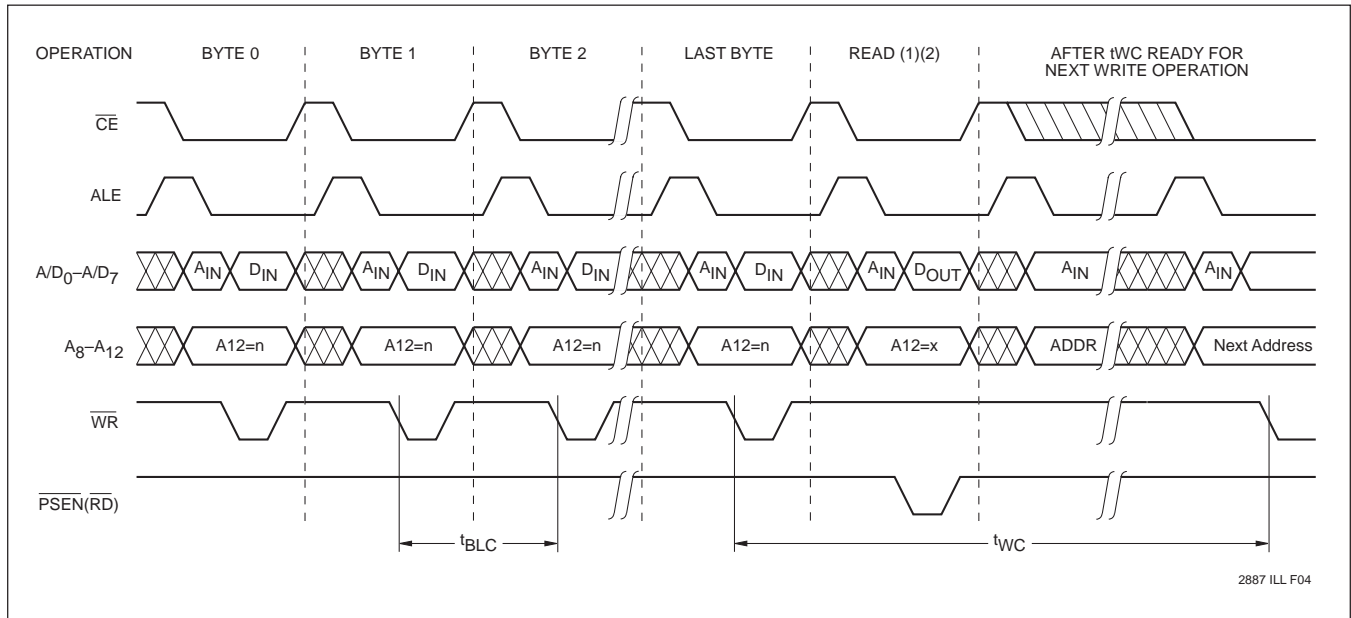 OPERATION BYTE 0 BYTE 1 BYTE 2 LAST BYTE READ (1)(2) AFTER tWC READY FOR
NEXT WRITE OPERATION
CE
ALE
A/D0–A/D7 AIN DIN AIN DIN AIN DIN AIN DIN AIN DOUT AIN AIN
A8–A12 A12=n A12=n A12=n A12=n A12=x ADDR Next Address
WR
PSEN(RD)
tBLC tWC
2887 ILL F04